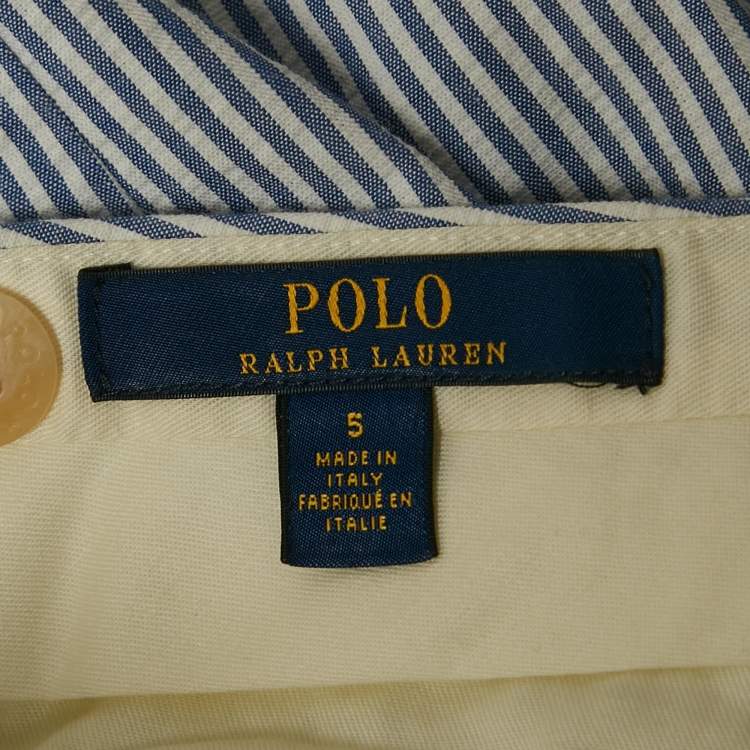 POLO
RALPH LAUREN
5
MADE IN
ITALY
FABRIQUÉ EN
ITALIE